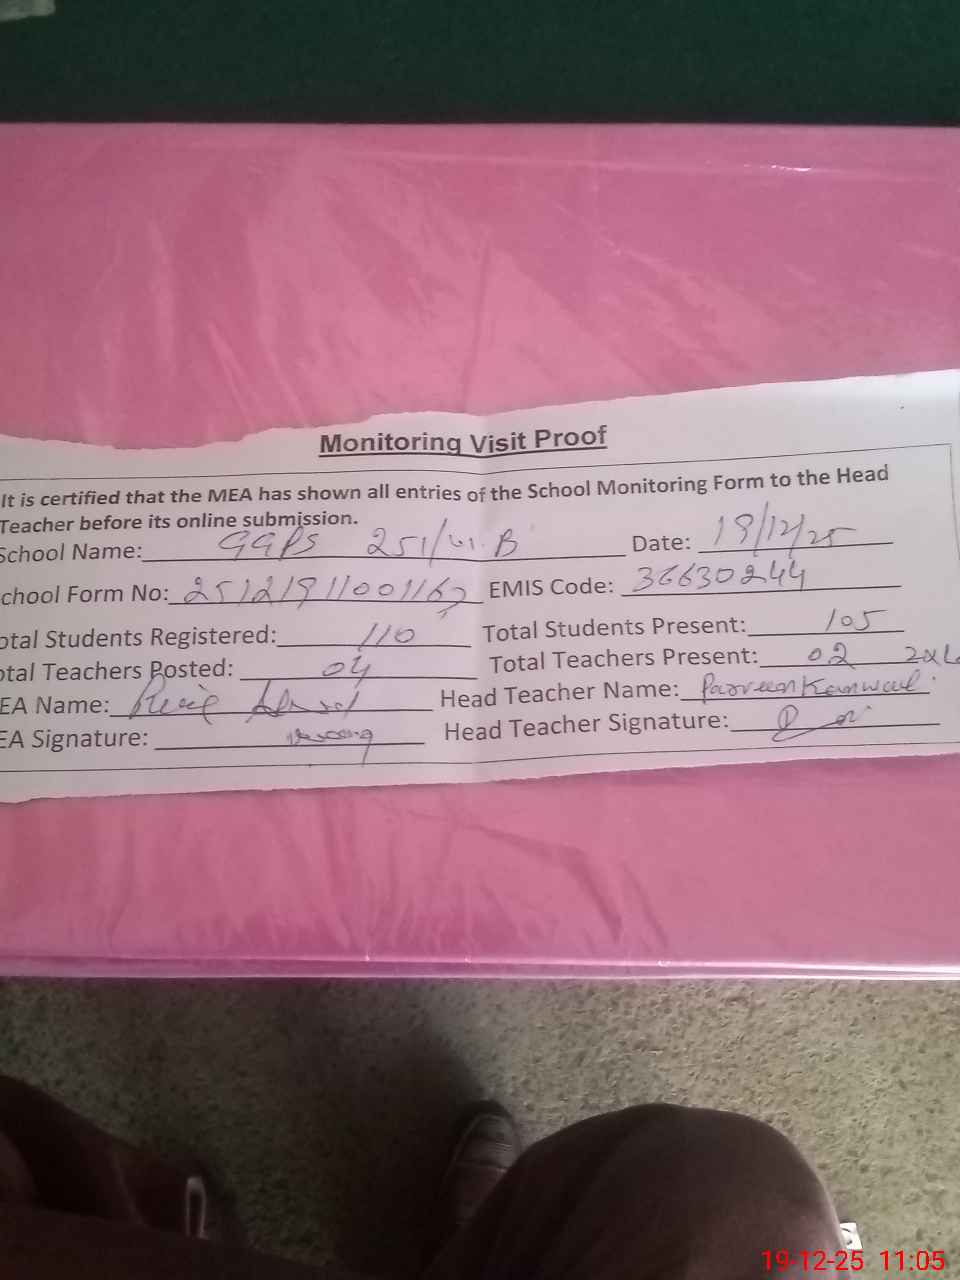 Monitoring Visit Proof
It is certified that the MEA has shown all entries of the School Monitoring Form to the Head
Teacher before its online submission.
School Name: GGPS 251/ B Date: 19/12/25
chool Form No: EMIS Code: 36630244
otal Students Registered: 110 Total Students Present: 105
otal Teachers Posted: 04 Total Teachers Present: 02
EA Name: Head Teacher Name: Parveen Kanwal
EA Signature: Head Teacher Signature:
19-12-25 11:05